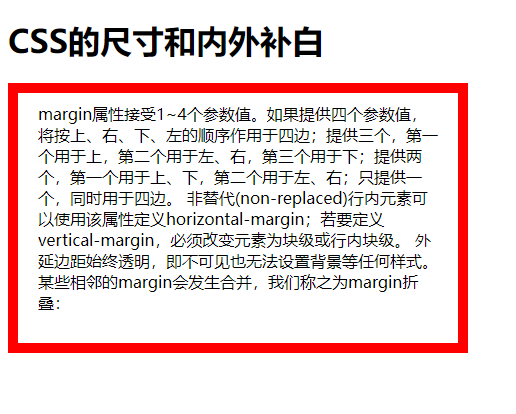 CSS的尺寸和内外补白
margin属性接受1~4个参数值。如果提供四个参数值，
将按上、右、下、左的顺序作用于四边；提供三个，第一
个用于上，第二个用于左、右，第三个用于下；提供两
个，第一个用于上、下，第二个用于左、右；只提供一
个，同时用于四边。 非替代(non-replaced)行内元素可
以使用该属性定义horizontal-margin；若要定义
vertical-margin，必须改变元素为块级或行内块级。 外
延边距始终透明，即不可见也无法设置背景等任何样式。
某些相邻的margin会发生合并，我们称之为margin折
叠：